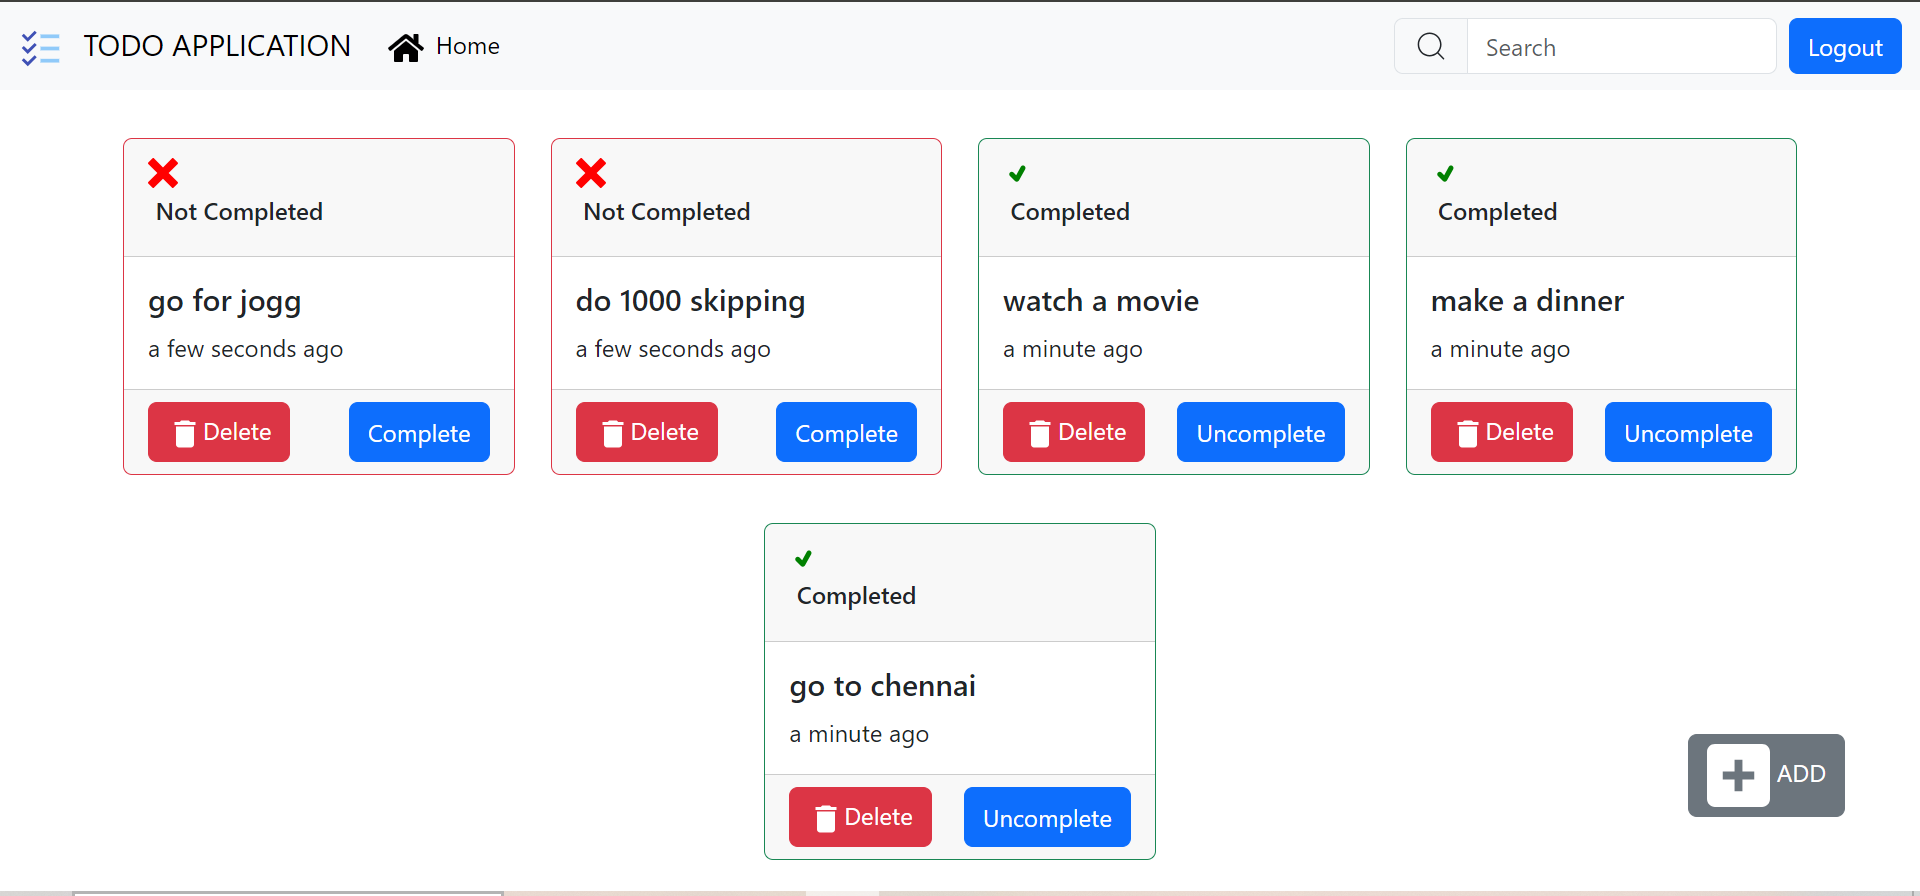 TODO APPLICATION Home Search Logout
Not Completed
go for jogg
a few seconds ago
Delete Complete
Not Completed
do 1000 skipping
a few seconds ago
Delete Complete
Completed
watch a movie
a minute ago
Delete Uncomplete
Completed
make a dinner
a minute ago
Delete Uncomplete
Completed
go to chennai
a minute ago
Delete Uncomplete
ADD